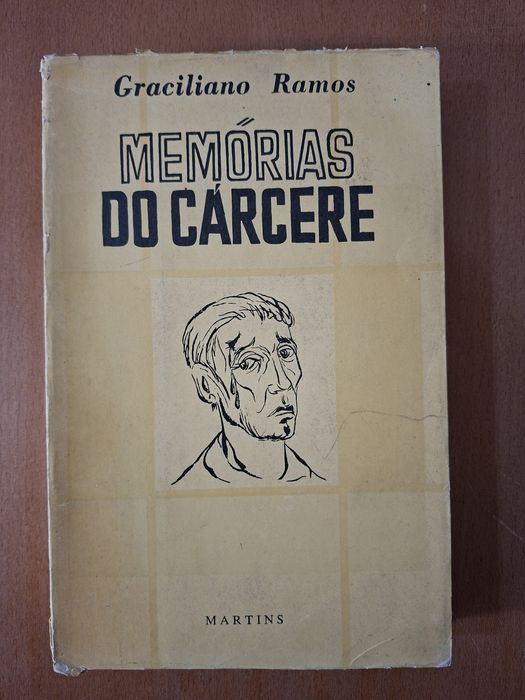 Graciliano Ramos
MEMÓRIAS
DO CÁRCERE
MARTINS